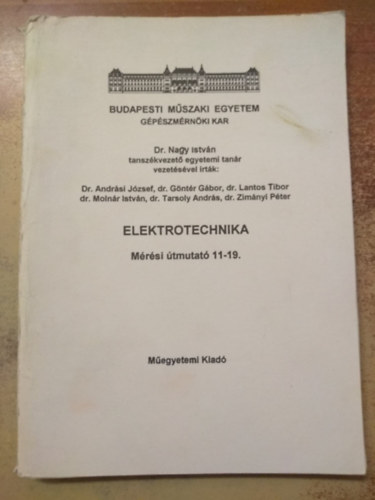 BUDAPESTI MŰSZAKI EGYETEM
GÉPÉSZMÉRNÖKI KAR
Dr. Nagy istván
tanszékvezető egyetemi tanár
vezetésével írták:
Dr. Andrási József, dr. Göntér Gábor, dr. Lantos Tibor
dr. Molnár István, dr. Tarsoly András, dr. Zimányi Péter
ELEKTROTECHNIKA
Mérési útmutató 11-19.
Műegyetemi Kiadó